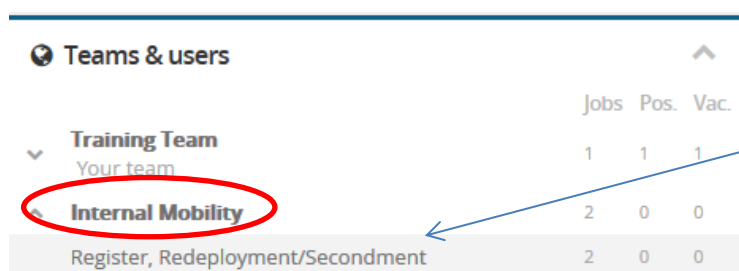 Teams & users
Jobs Pos. Vac.
Training Team 1 1 1
Your team
Internal Mobility 2 0 0
Register, Redeployment/Secondment 2 0 0